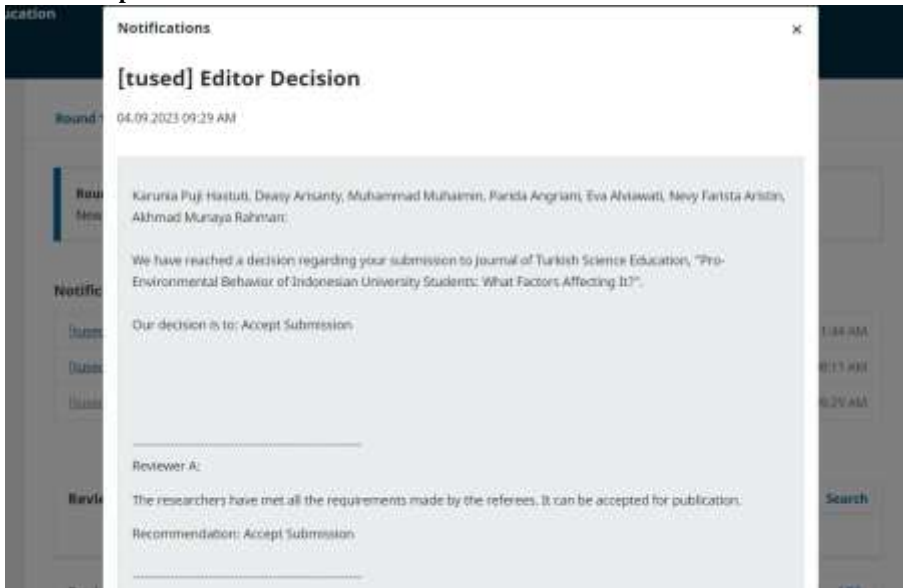 ucation
Notifications
×
[tused] Editor Decision
04.09.2023 09:29 AM
Round
Karunia Puji Hastuti, Deasy Arisanty, Muhammad Muhaimin, Parida Angriani, Eva Alviawati, Nevy Farista Aristin,
Akhmad Munaya Rahman:
We have reached a decision regarding your submission to Journal of Turkish Science Education, "Pro-
Environmental Behavior of Indonesian University Students: What Factors Affecting It?".
Notific
Our decision is to: Accept Submission
Reviewer A:
The researchers have met all the requirements made by the referees. It can be accepted for publication.
Search
Recommendation: Accept Submission